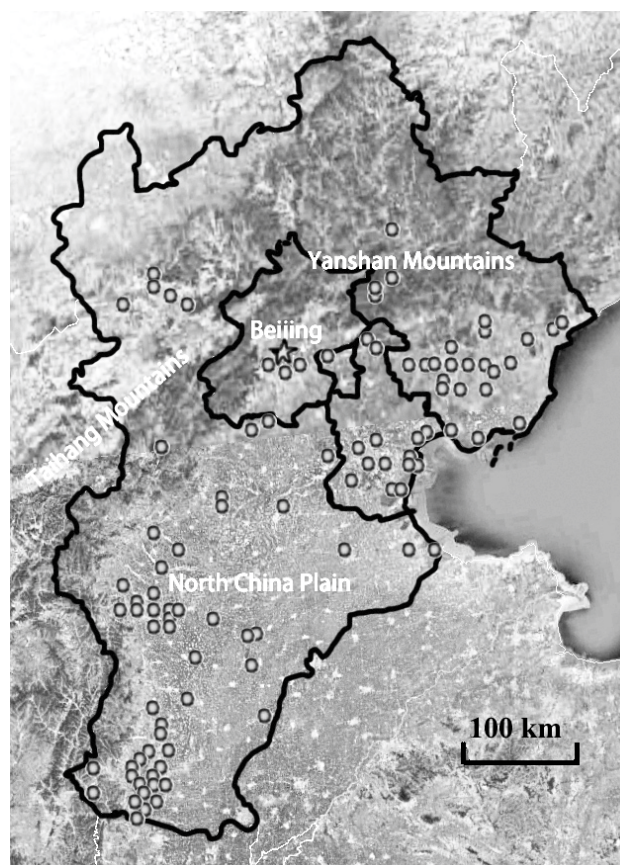 Yanshan Mountains
Beijing
Taihang Mountains
North China Plain
100 km